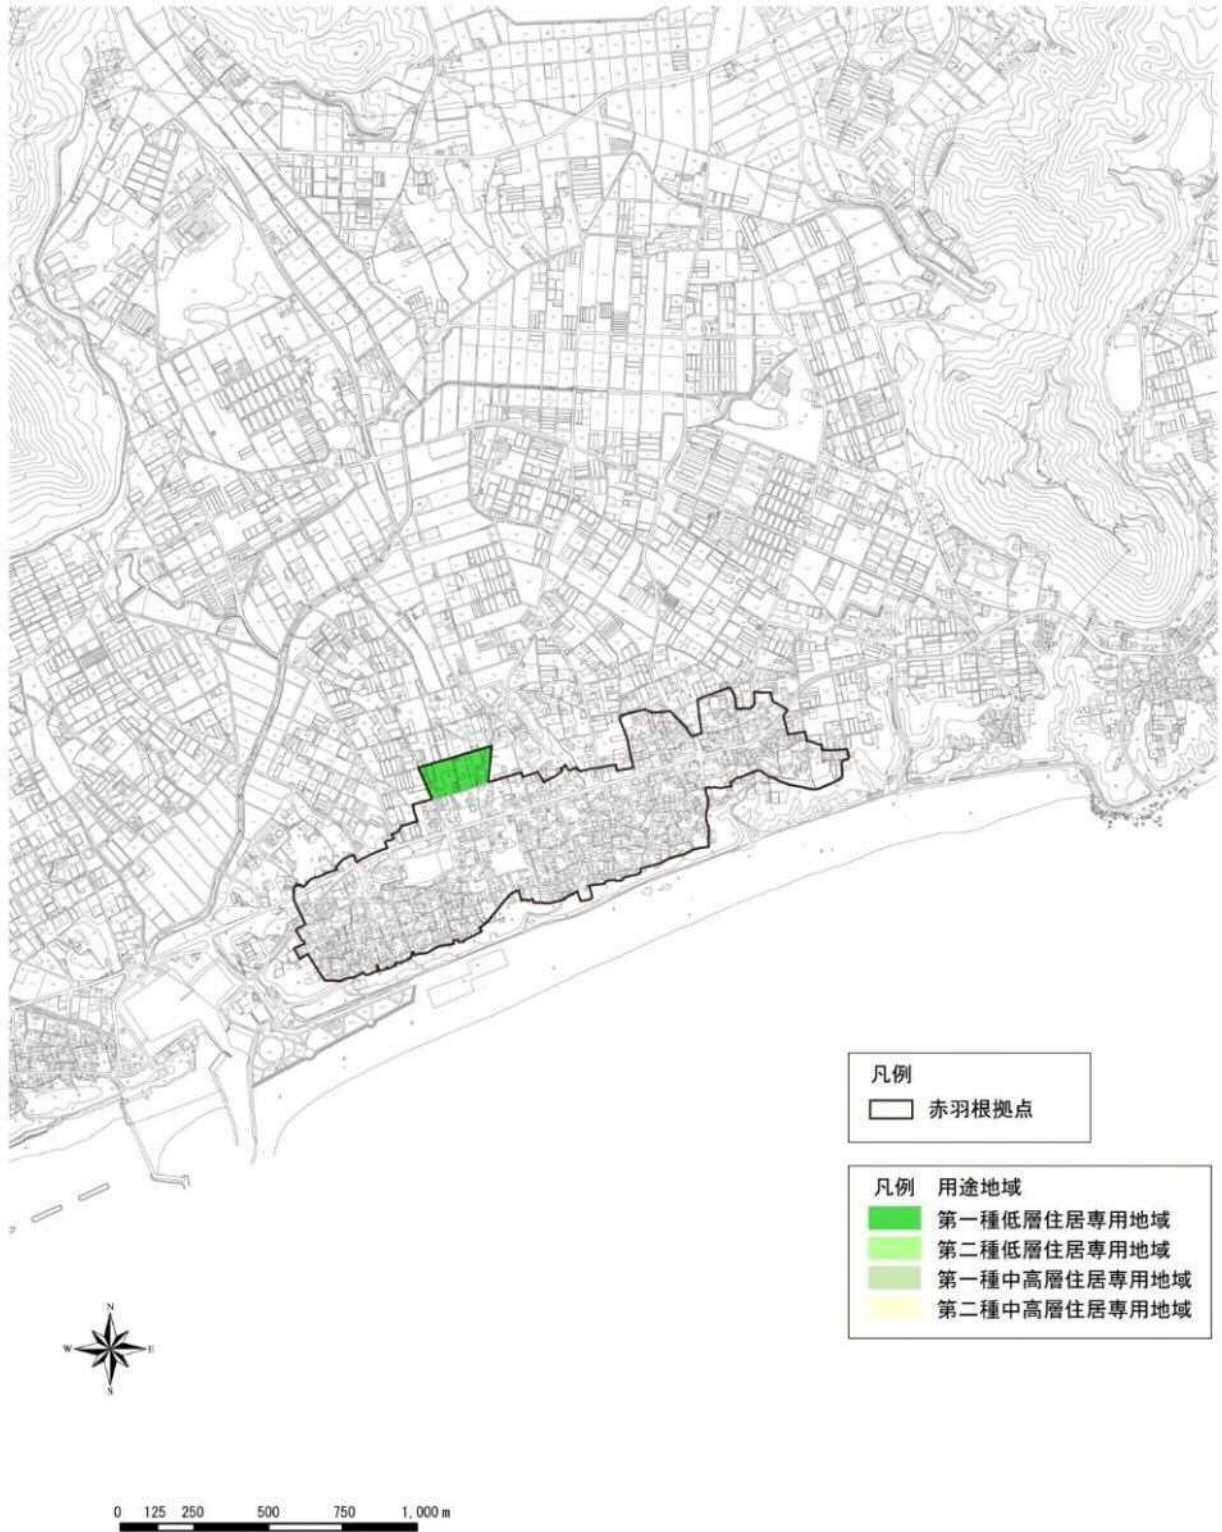 凡例
赤羽根拠点
凡例 用途地域
第一種低層住居専用地域
第二種低層住居専用地域
第一種中高層住居専用地域
第二種中高層住居専用地域
N
W E
S
0 125 250 500 750 1,000 m